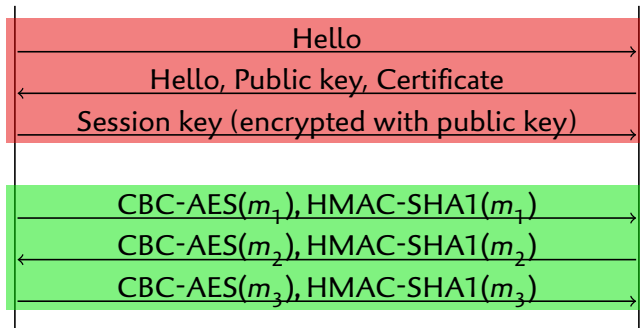 Hello
Hello, Public key, Certificate
Session key (encrypted with public key)
CBC-AES(m₁), HMAC-SHA1(m₁)
CBC-AES(m₂), HMAC-SHA1(m₂)
CBC-AES(m₃), HMAC-SHA1(m₃)